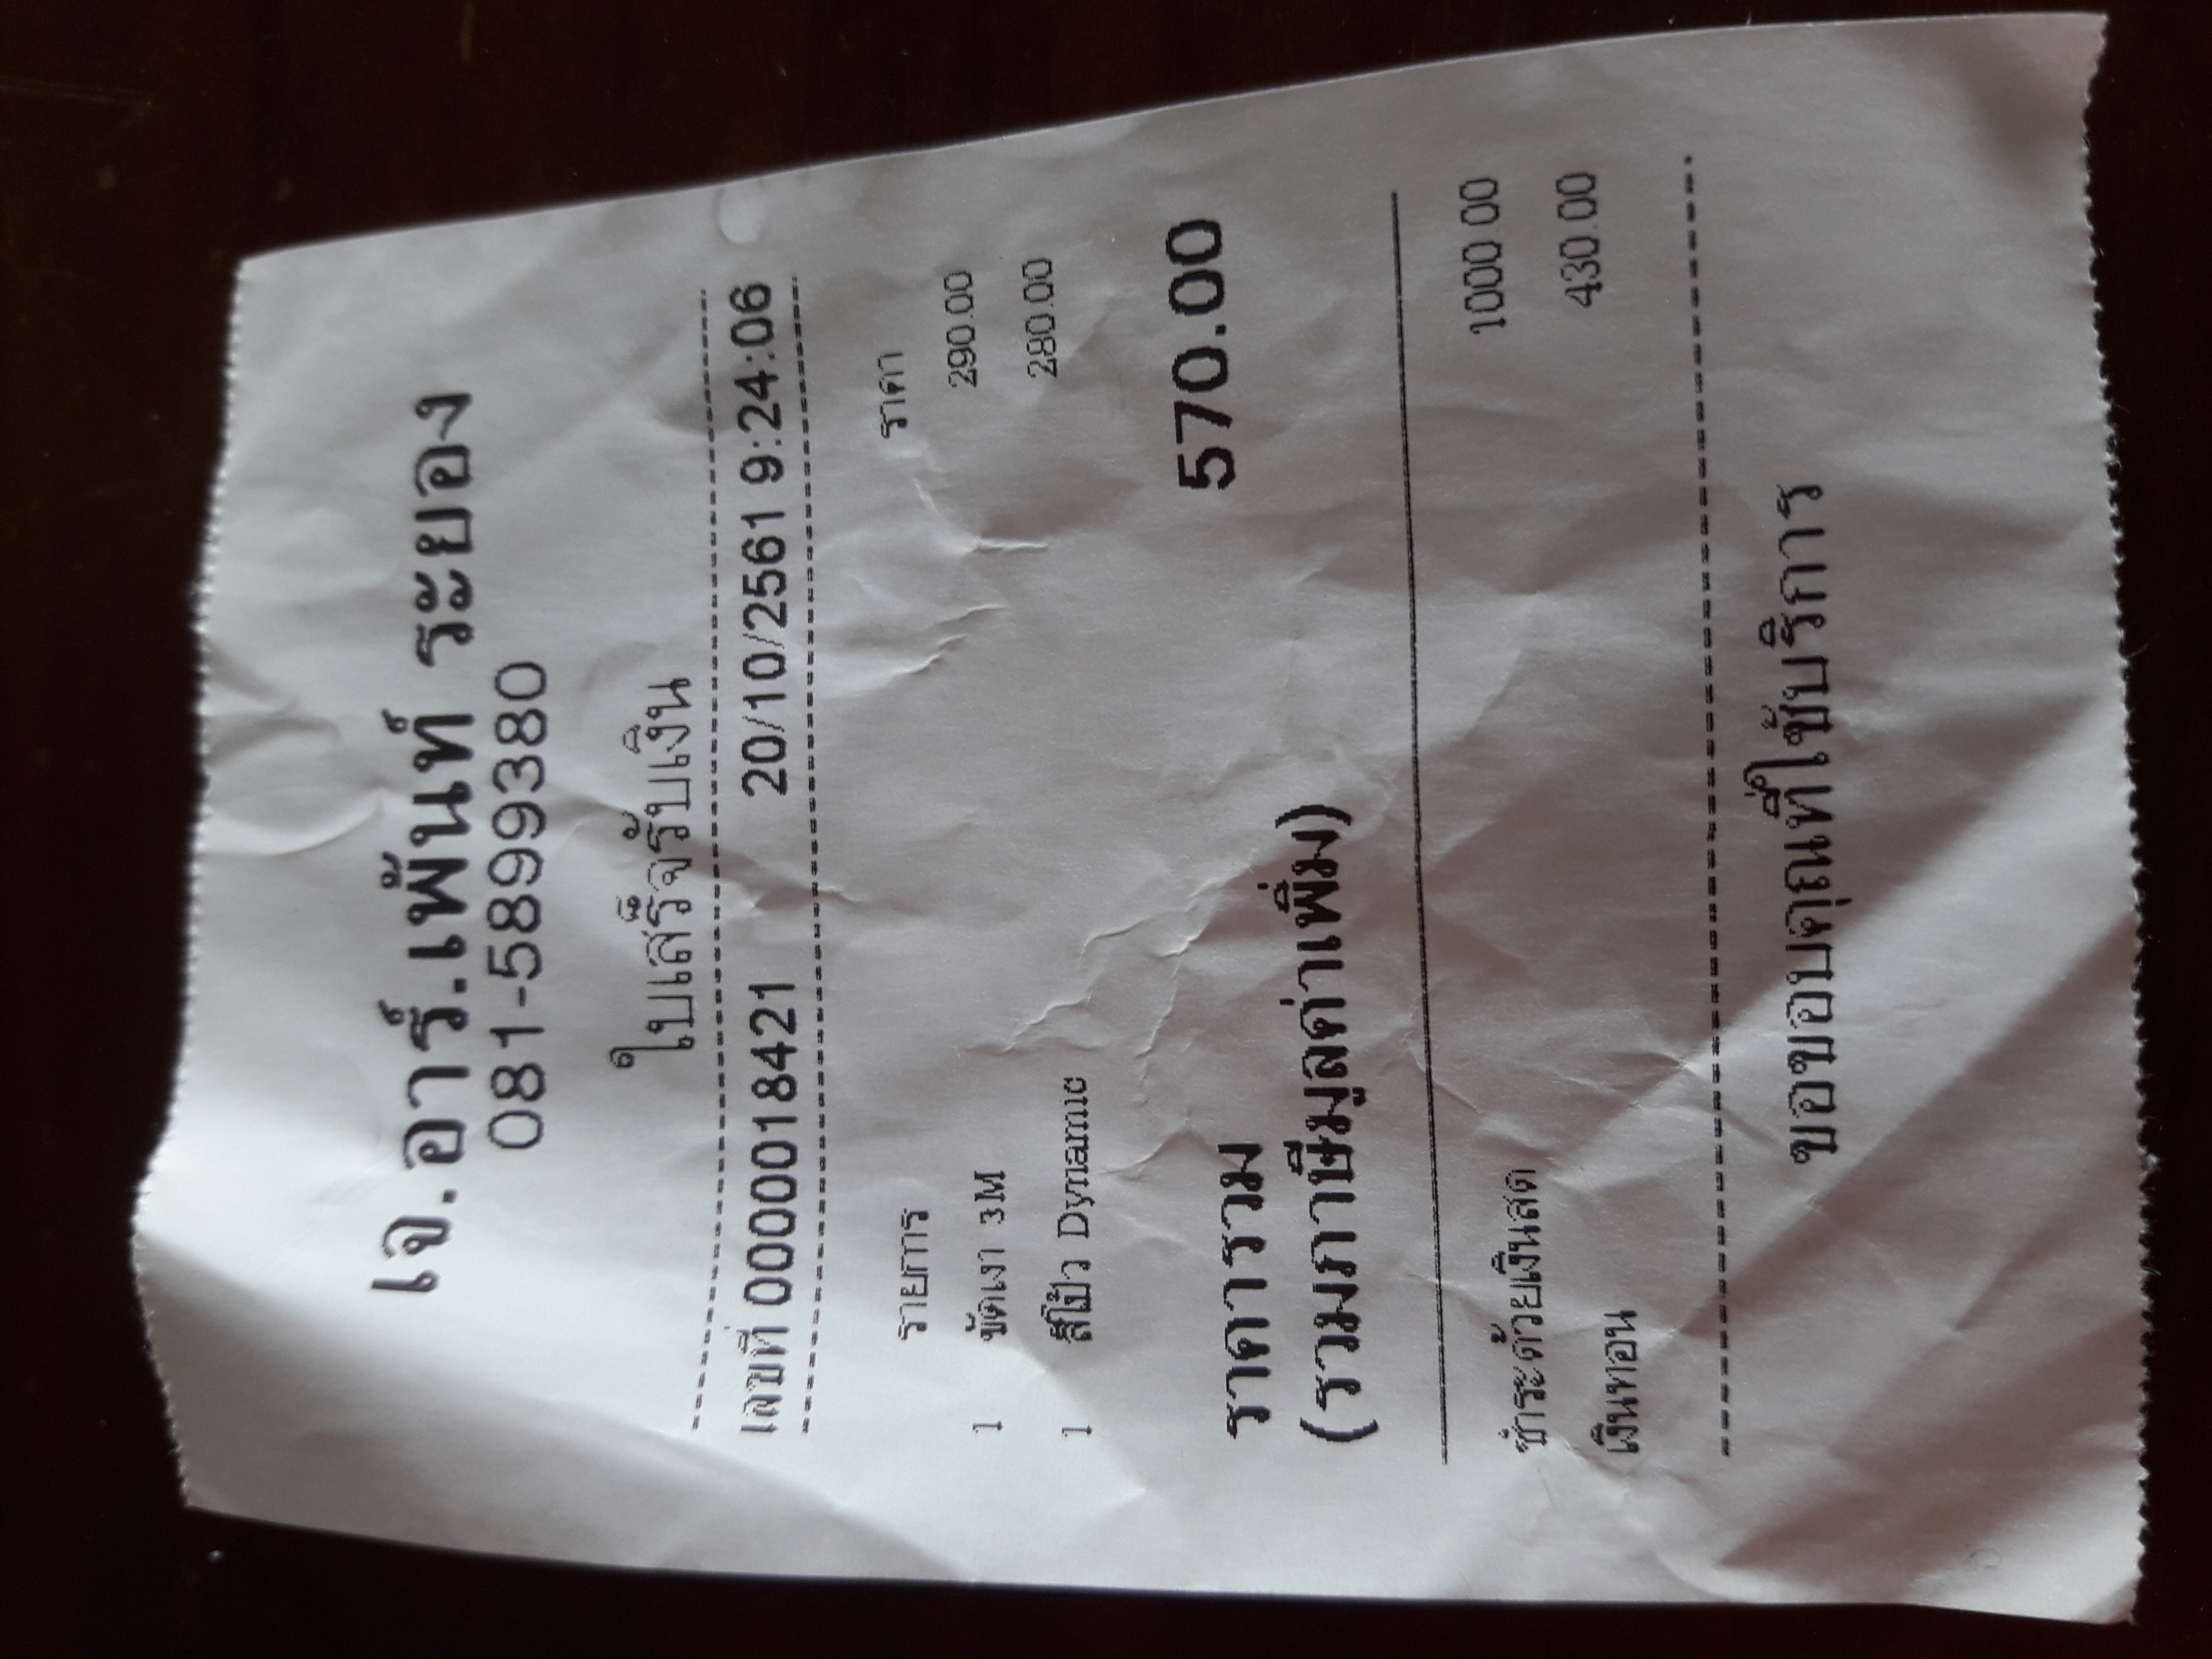 เจ.อาร์.เพ้นท์ ระยอง
081-5899380
ใบเสร็จรับเงิน
เลขที่ 0000018421 20/10/2561 9:24:06
รายการ ราคา
1 ขัดเงา 3M 290.00
1 สีโป๊ว Dynamic 280.00
ราคารวม 570.00
(รวมภาษีมูลค่าเพิ่ม)
ชำระด้วยเงินสด 1000.00
เงินทอน 430.00
ขอขอบคุณที่ใช้บริการ